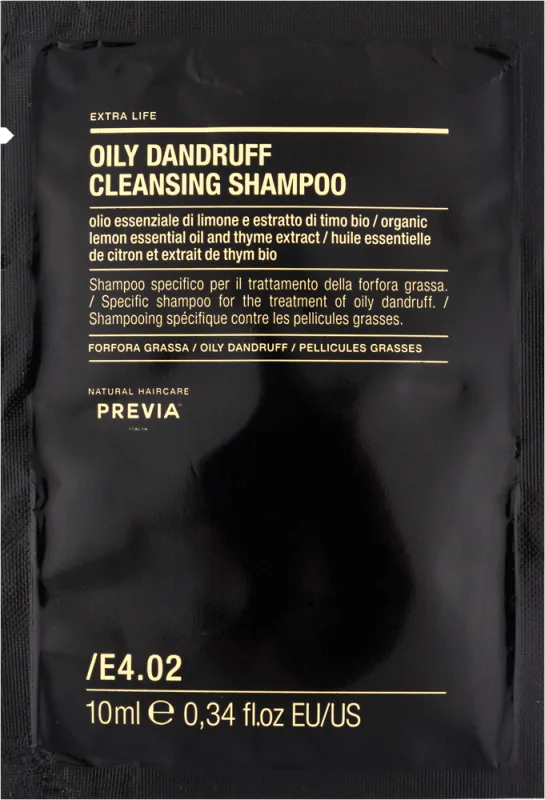 EXTRA LIFE
OILY DANDRUFF
CLEANSING SHAMPOO
olio essenziale di limone e estratto di timo bio / organic
lemon essential oil and thyme extract / huile essentielle
de citron et extrait de thym bio
Shampoo specifico per il trattamento della forfora grassa.
/ Specific shampoo for the treatment of oily dandruff. /
Shampooing spécifique contre les pellicules grasses.
FORFORA GRASSA / OILY DANDRUFF / PELLICULES GRASSES
NATURAL HAIRCARE
PREVIA
/E4.02
10ml ℮ 0,34 fl.oz EU/US